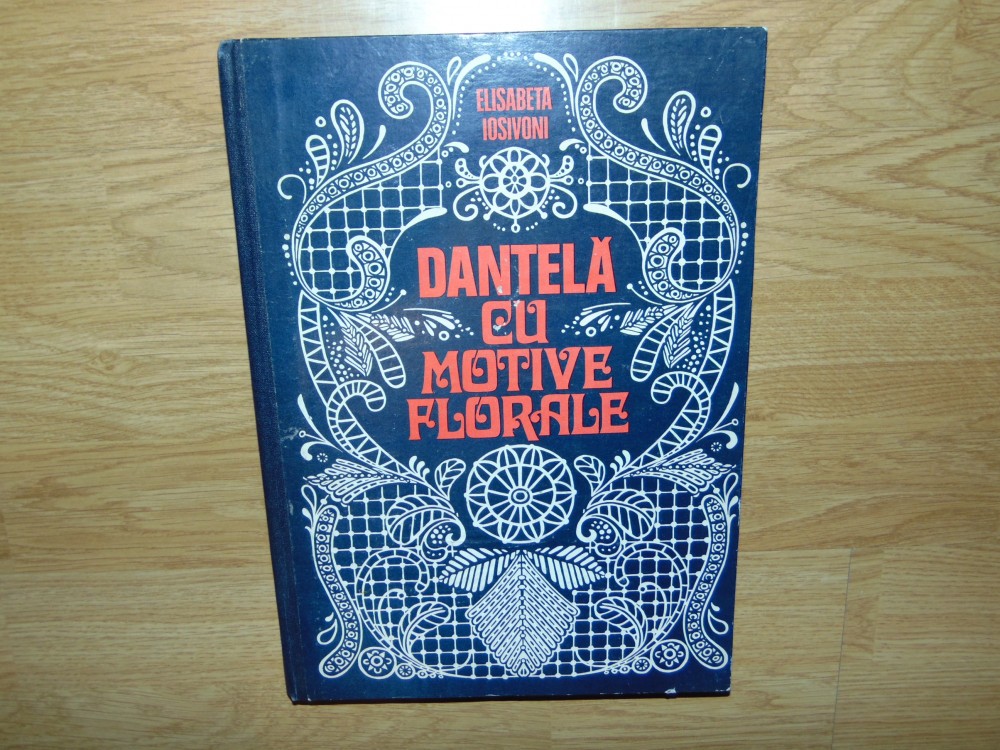 ELISABETA
IOSIVONI
DANTELĂ
CU
MOTIVE
FLORALE